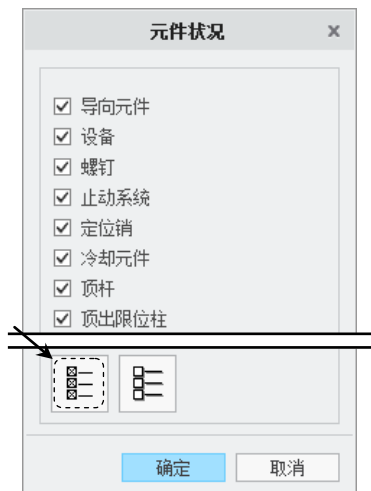 元件状况
导向元件
设备
螺钉
止动系统
定位销
冷却元件
顶杆
顶出限位柱
确定 取消